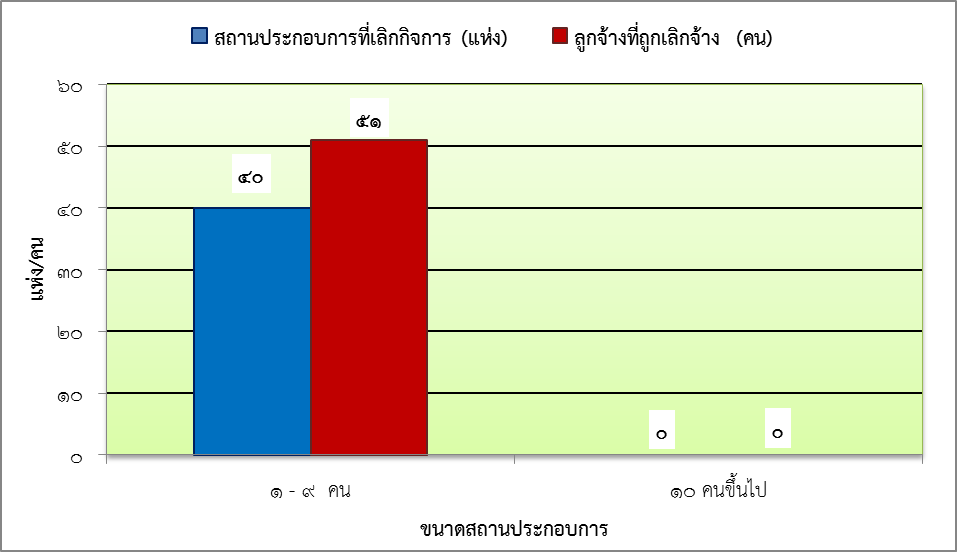 สถานประกอบการที่เลิกกิจการ (แห่ง) ลูกจ้างที่ถูกเลิกจ้าง (คน)
๖๐
๕๐
๔๐
๓๐
๒๐
๑๐
๐
แห่ง/คน
๔๐
๕๑
๐
๐
๑ - ๙ คน
๑๐ คนขึ้นไป
ขนาดสถานประกอบการ